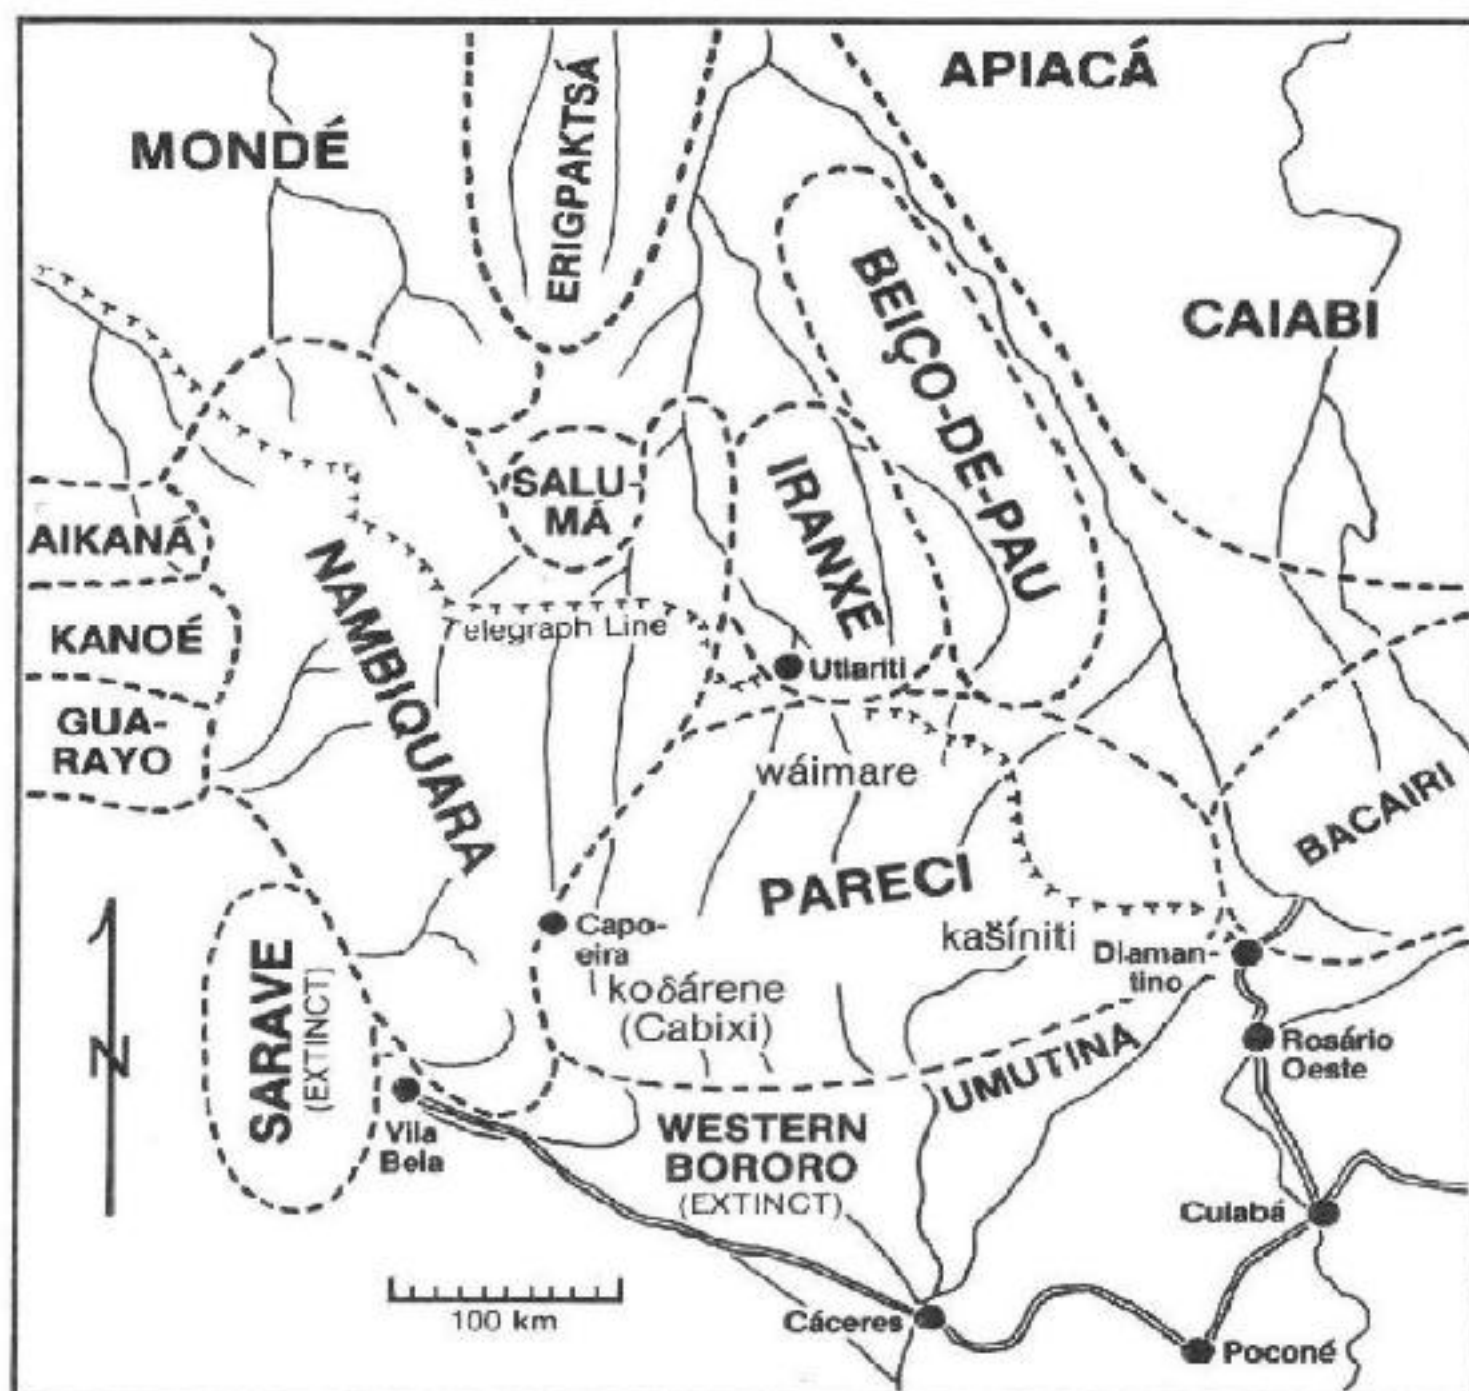 APIACÁ
MONDÉ
ERIGPAKTSÁ
BEIÇO-DE-PAU
CAIABI
SALU-
MÁ
IRANXE
AIKANÁ
NAMBIQUARA
KANOÉ
Telegraph Line
Utiariti
GUA-
RAYO
wáimare
BACAIRI
PARECI
Capo-
eira
kašíniti
Diaman-
tino
SARAVE
(EXTINCT)
koδárene
(Cabixi)
N
UMUTINA
Rosário
Oeste
Vila
Bela
WESTERN
BORORO
(EXTINCT)
Cuiabá
100 km
Cáceres
Poconé